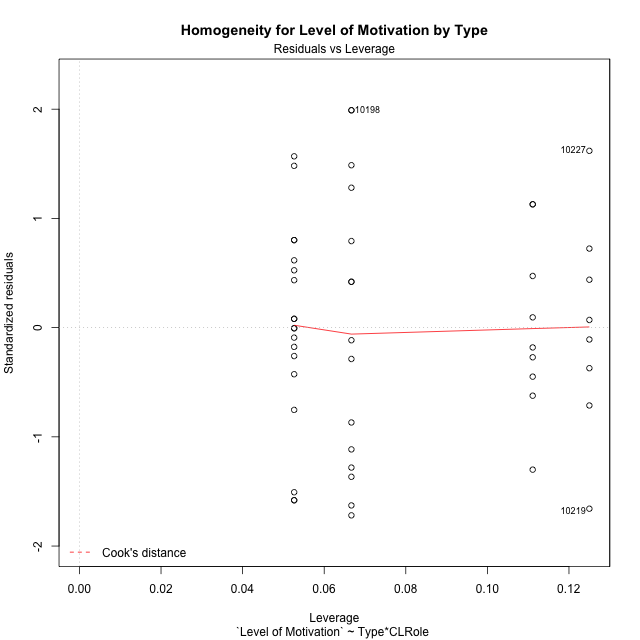 Homogeneity for Level of Motivation by Type
Residuals vs Leverage
2
1
0
-1
-2
Standardized residuals
10198
10227
10219
Cook's distance
0.00 0.02 0.04 0.06 0.08 0.10 0.12
Leverage
`Level of Motivation` ~ Type*CLRole